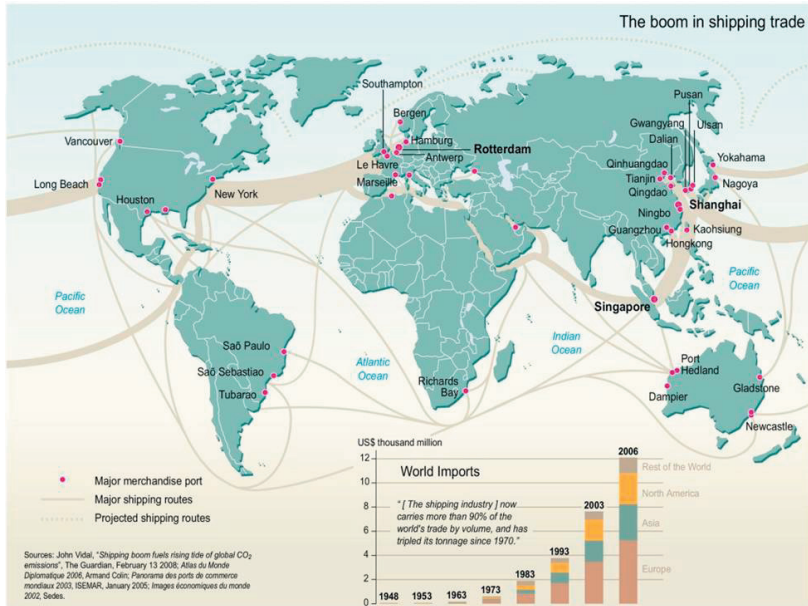 The boom in shipping trade
Southampton
Bergen
Hamburg
Rotterdam
Antwerp
Le Havre
Marseille
Vancouver
Long Beach
Houston
New York
Pusan
Gwangyang
Ulsan
Dalian
Qinhuangdao
Tianjin
Qingdao
Yokahama
Nagoya
Shanghai
Ningbo
Guangzhou
Kaohsiung
Hongkong
Singapore
Pacific
Ocean
Pacific
Ocean
Indian
Ocean
Atlantic
Ocean
Saõ Paulo
Saõ Sebastiao
Tubarao
Richards
Bay
Port
Hedland
Dampier
Gladstone
Newcastle
Major merchandise port
Major shipping routes
Projected shipping routes
Sources: John Vidal, "Shipping boom fuels rising tide of global CO2
emissions", The Guardian, February 13 2008; Atlas du Monde
Diplomatique 2006, Armand Colin; Panorama des ports de commerce
mondiaux 2003, ISEMAR, January 2005; Images économiques du monde
2002, Sedes.
US$ thousand million
World Imports
" [ The shipping industry ] now
carries more than 90% of the
world's trade by volume, and has
tripled its tonnage since 1970."
12
10
8
6
4
2
0
1948
1953
1963
1973
1983
1993
2003
2006
Rest of the World
North America
Asia
Europe